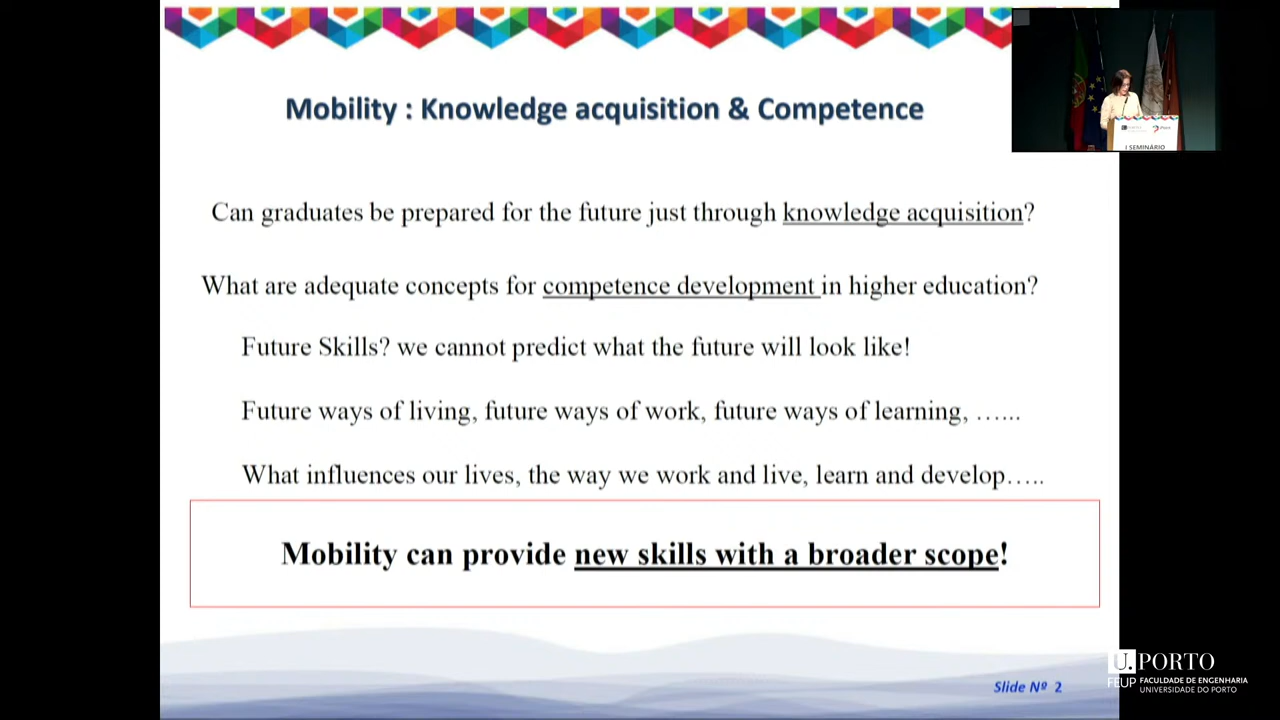 Mobility : Knowledge acquisition & Competence
Can graduates be prepared for the future just through knowledge acquisition?
What are adequate concepts for competence development in higher education?
Future Skills? we cannot predict what the future will look like!
Future ways of living, future ways of work, future ways of learning, …...
What influences our lives, the way we work and live, learn and develop…..
Mobility can provide new skills with a broader scope!
Slide Nº 2
I SEMINÁRIO
U.PORTO
FEUP FACULDADE DE ENGENHARIA
UNIVERSIDADE DO PORTO